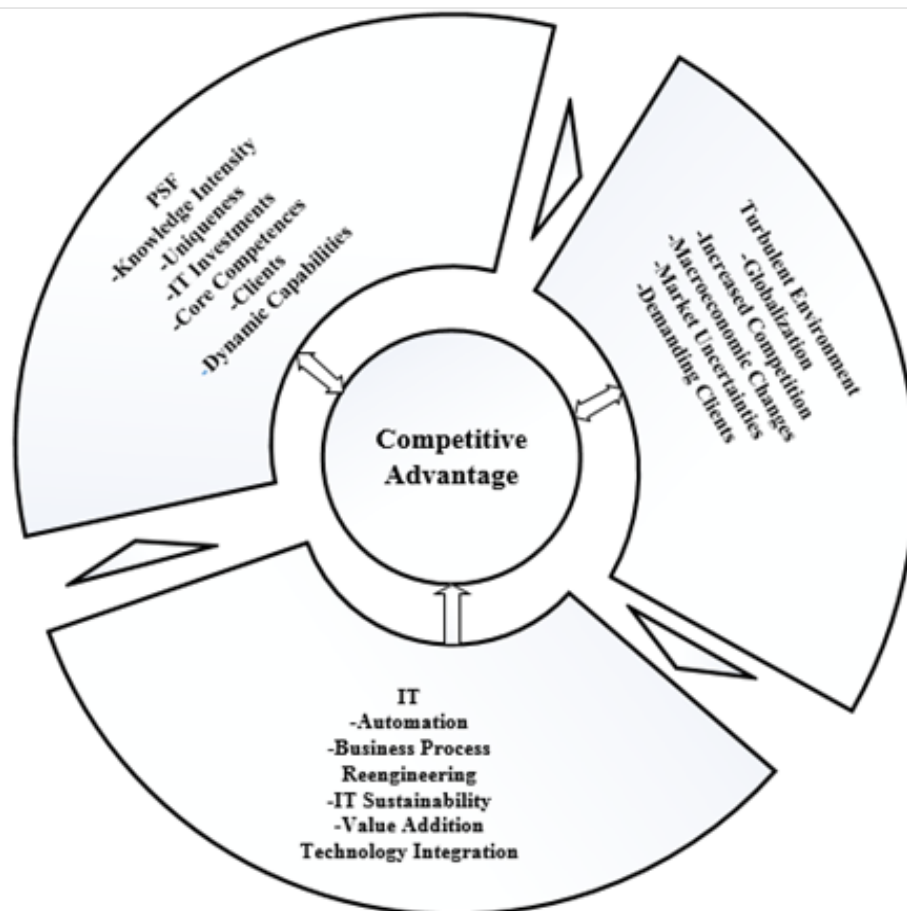 PSF
-Knowledge Intensity
-Uniqueness
-IT Investments
-Core Competences
-Clients
-Dynamic Capabilities
Turbulent Environment
-Globalization
-Increased Competition
-Macroeconomic Changes
-Market Uncertainties
-Demanding Clients
Competitive
Advantage
IT
-Automation
-Business Process
Reengineering
-IT Sustainability
-Value Addition
Technology Integration